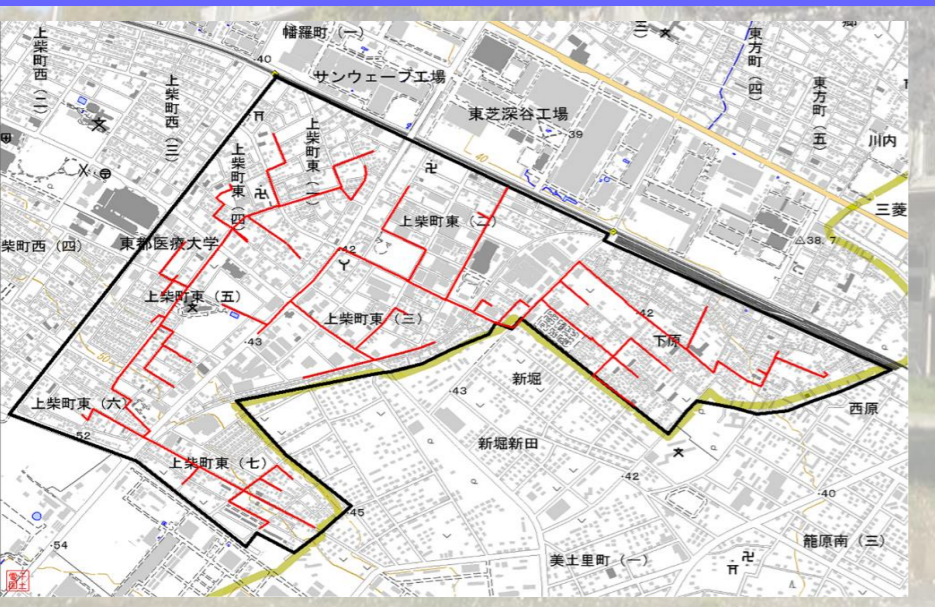 上柴町西(二)
幡羅町(一)
サンウェーブ工場
東芝深谷工場
東方町(四)
東方町(五)
川内
三菱
上柴町西(三)
上柴町東(一)
上柴町東(四)
上柴町東(二)
柴町西(四)
東都医療大学
上柴町東(五)
上柴町東(三)
下原
新堀
西原
上柴町東(六)
新堀新田
上柴町東(七)
籠原南(三)
美土里町(一)
·40
·39
40
38.7
·42
·42
·43
·43
50
·52
·42
·40
·45
·54